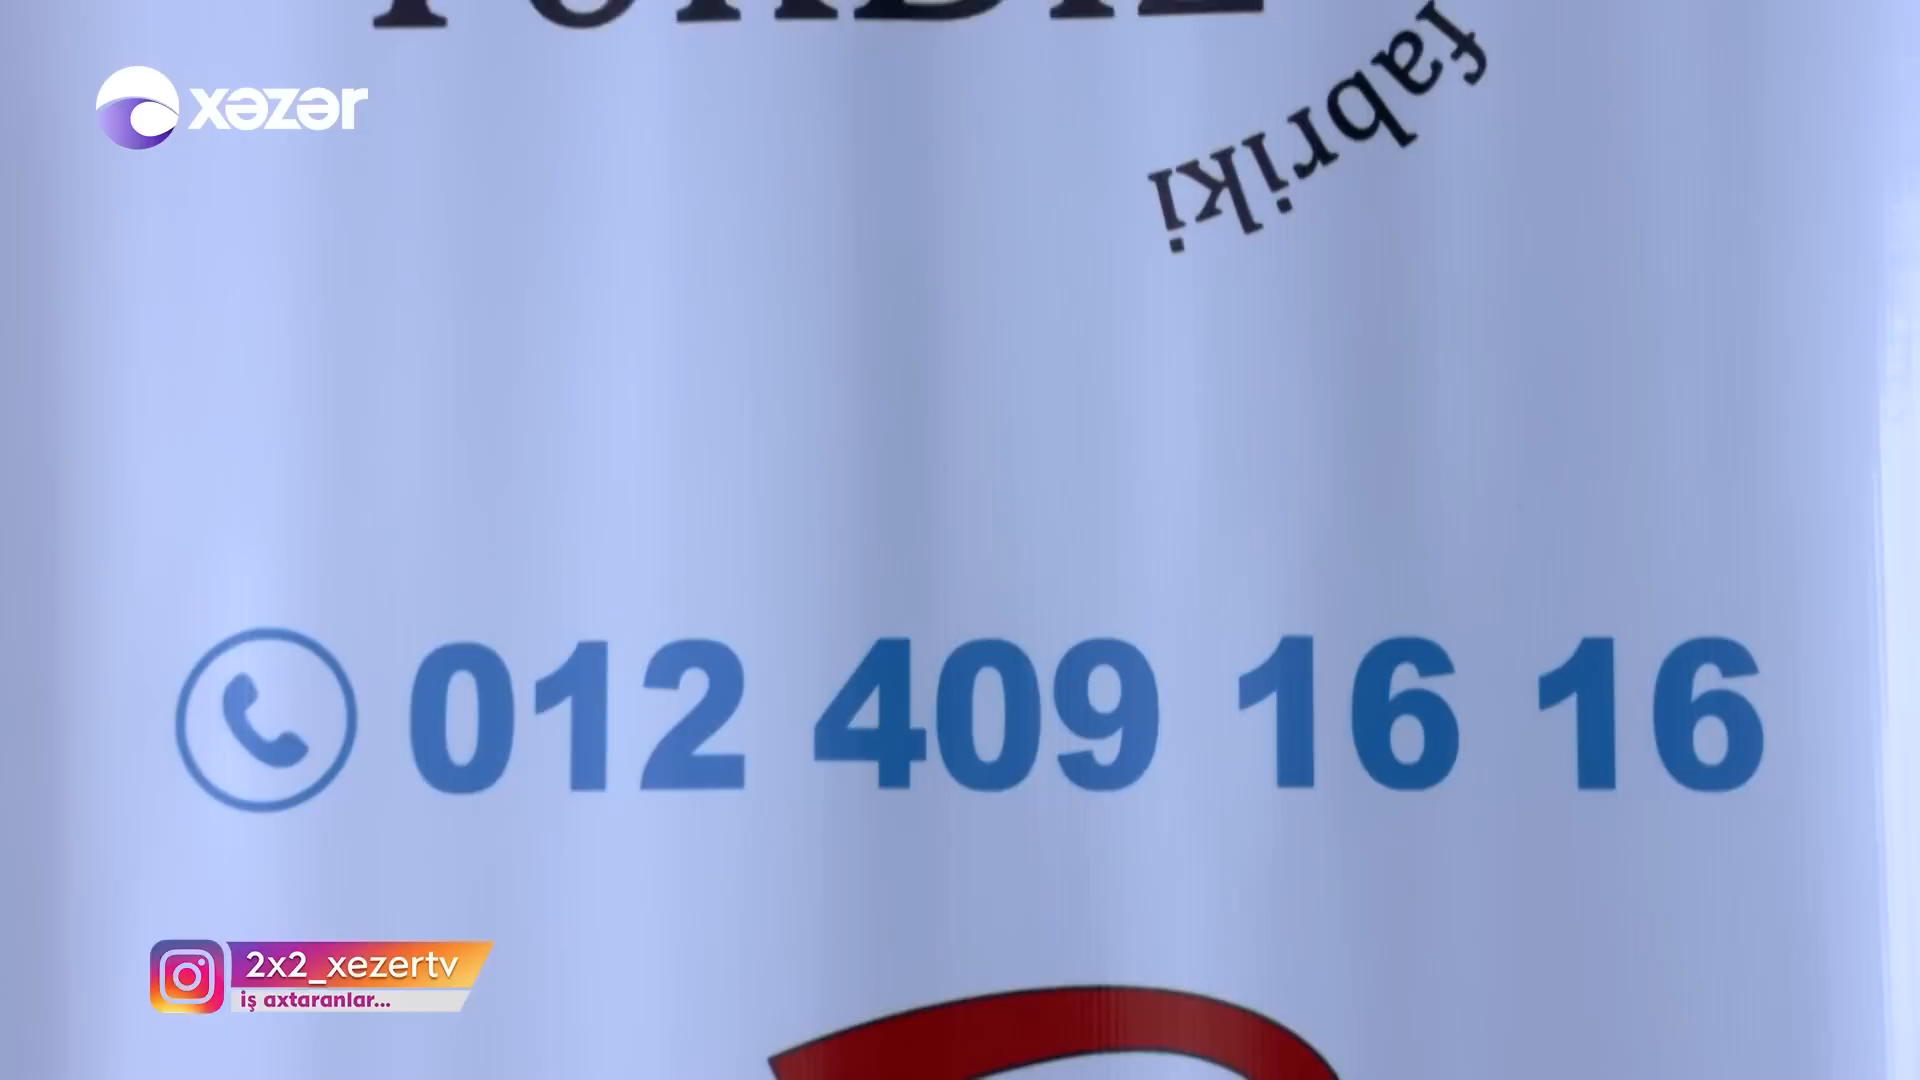 xəzər
fabriki
012 409 16 16
2x2_xezertv
iş axtaranlar...